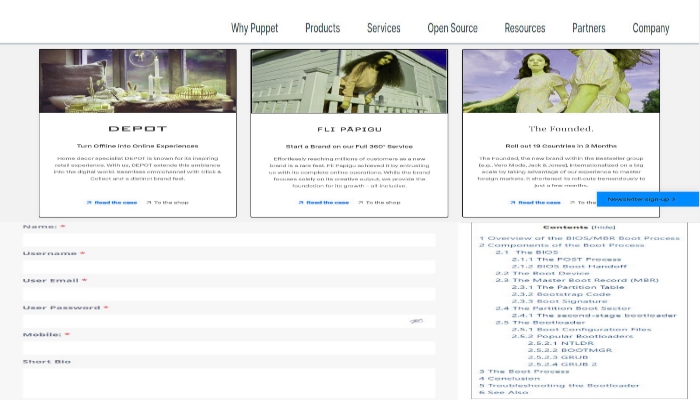 Why Puppet Products Services Open Source Resources Partners Company
DEPOT
Turn Offline into Online Experiences
Home decor specialist DEPOT is known for its inspiring
retail experience. With us, DEPOT extends this ambience
into the digital world. Seamless omnichannel with Click &
Collect and a distinct brand feel.
Read the case To the shop
FLI PĀPIGU
Start a Brand on our Full 360° Service
Effortlessly reaching millions of customers as a new
brand is a rare feat. Fli Papigu achieved it by entrusting
us with its complete online operations. While the brand
focuses solely on its creative output, we provide the
foundation for its growth – all inclusive.
Read the case To the shop
The Founded.
Roll out 19 Countries in 3 Months
The Founded, the new brand within the Bestseller group
(e.g., Vero Moda, Jack & Jones), internationalized on a big
scale by taking advantage of our experience to master
foreign markets. It shortened its rollouts tremendously to
just a few months.
Read the case To the
Newsletter Sign-up
Name: *
Username *
User Email *
User Password *
Mobile: *
Short Bio
Contents [hide]
1 Overview of the BIOS/MBR Boot Process
2 Components of the Boot Process
2.1 The BIOS
2.1.1 The POST Process
2.1.2 BIOS Boot Handoff
2.2 The Boot Device
2.3 The Master Boot Record (MBR)
2.3.1 The Partition Table
2.3.2 Bootstrap Code
2.3.3 Boot Signature
2.4 The Partition Boot Sector
2.4.1 The second-stage bootloader
2.5 The Bootloader
2.5.1 Boot Configuration Files
2.5.2 Popular Bootloaders
2.5.2.1 NTLDR
2.5.2.2 BOOTMGR
2.5.2.3 GRUB
2.5.2.4 GRUB 2
3 The Boot Process
4 Conclusion
5 Troubleshooting the Bootloader
6 See Also